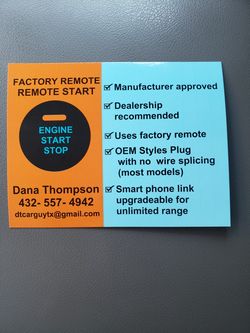 FACTORY REMOTE
REMOTE START
ENGINE
START
STOP
Dana Thompson
432- 557- 4942
dtcarguytx@gmail.com
Manufacturer approved
Dealership
recommended
Uses factory remote
OEM Styles Plug
with no wire splicing
(most models)
Smart phone link
upgradeable for
unlimited range